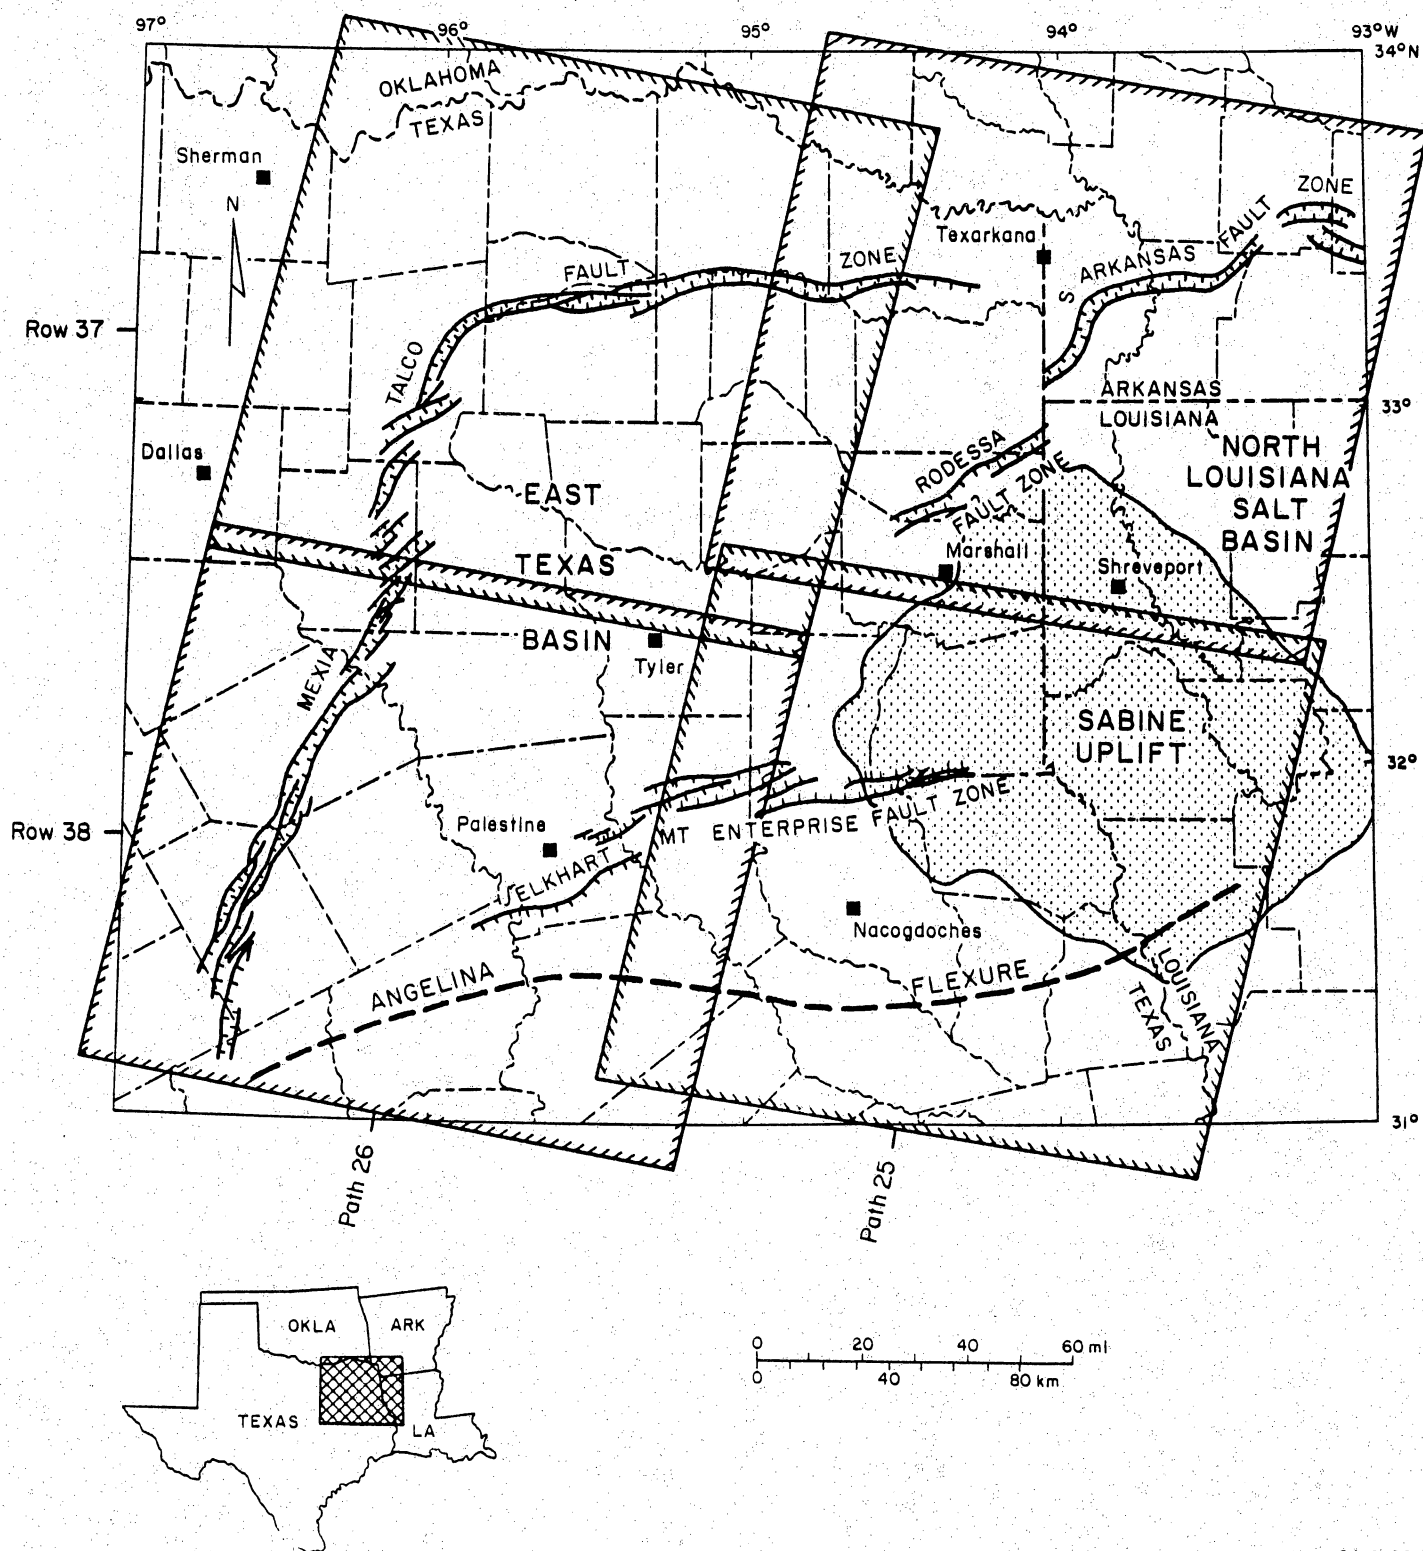 97°
96°
95°
94°
93°W
34°N
OKLAHOMA
TEXAS
Sherman
N
ZONE
FAULT
Texarkana
S ARKANSAS
FAULT
ZONE
Row 37
TALCO
ARKANSAS
LOUISIANA
33°
Dallas
RODESSA
FAULT ZONE
NORTH
LOUISIANA
SALT
BASIN
EAST
TEXAS
BASIN
Marshall
Shreveport
Tyler
MEXIA
SABINE
UPLIFT
32°
Row 38
Palestine
MT ENTERPRISE FAULT ZONE
ELKHART
Nacogdoches
ANGELINA
FLEXURE
LOUISIANA
TEXAS
31°
Path 26
Path 25
OKLA
ARK
TEXAS
LA
0 20 40 60 mi
0 40 80 km